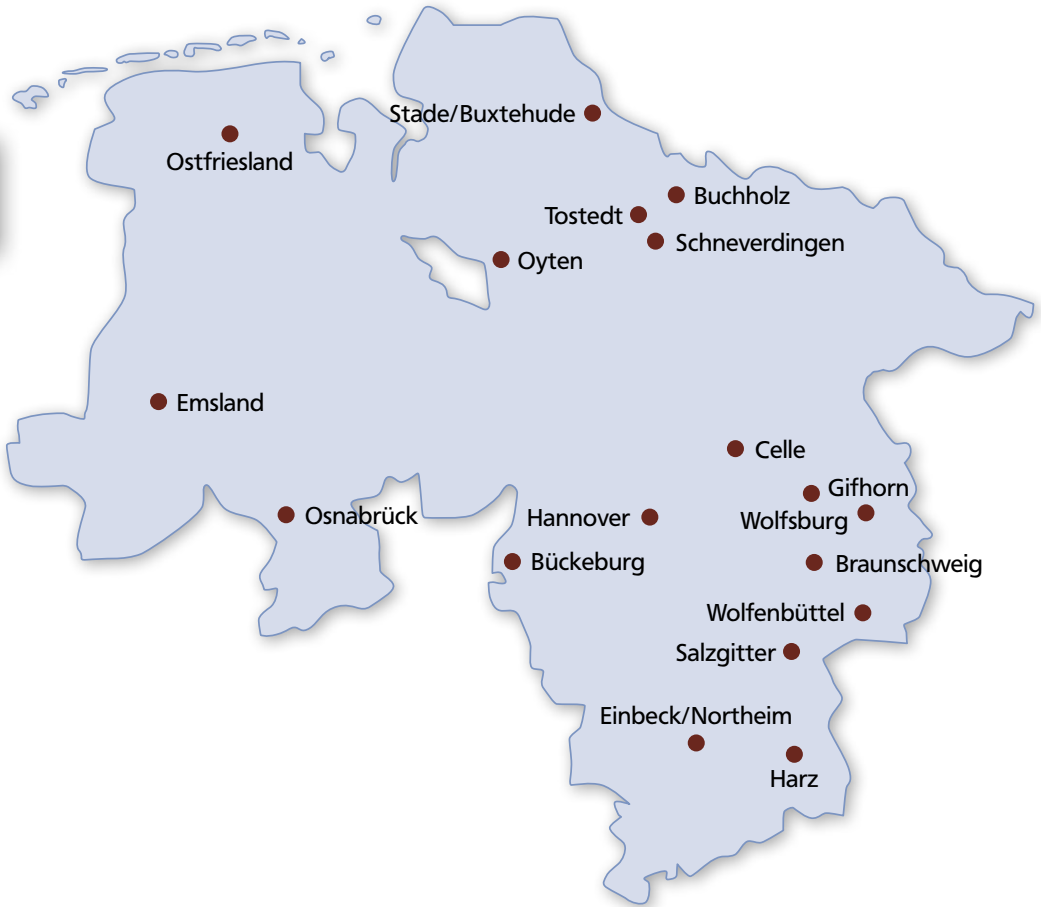 Stade/Buxtehude
Ostfriesland
Buchholz
Tostedt
Schneverdingen
Oyten
Emsland
Celle
Gifhorn
Osnabrück
Hannover
Wolfsburg
Bückeburg
Braunschweig
Wolfenbüttel
Salzgitter
Einbeck/Northeim
Harz